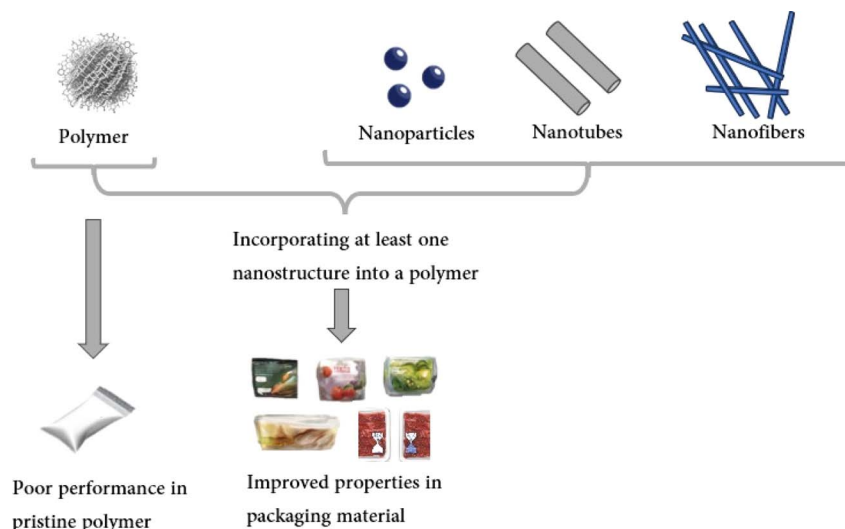 Polymer
Nanoparticles
Nanotubes
Nanofibers
Incorporating at least one
nanostructure into a polymer
Poor performance in
pristine polymer
Improved properties in
packaging material